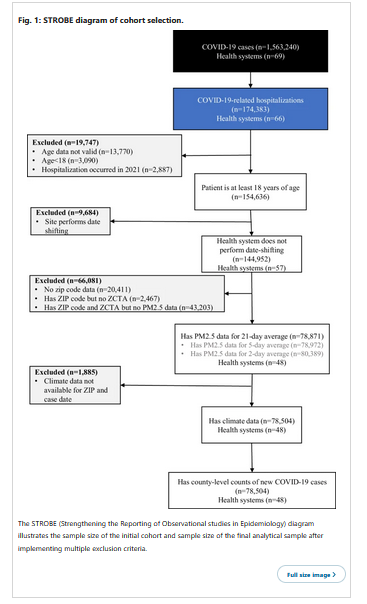 Fig. 1: STROBE diagram of cohort selection.
COVID-19 cases (n=1,563,240)
Health systems (n=69)
COVID-19-related hospitalizations
(n=174,383)
Health systems (n=66)
Excluded (n=19,747)
• Age data not valid (n=13,770)
• Age<18 (n=3,090)
• Hospitalization occurred in 2021 (n=2,887)
Patient is at least 18 years of age
(n=154,636)
Excluded (n=9,684)
• Site performs date
shifting
Health system does not
perform date-shifting
(n=144,952)
Health systems (n=57)
Excluded (n=66,081)
• No zip code data (n=20,411)
• Has ZIP code but no ZCTA (n=2,467)
• Has ZIP code and ZCTA but no PM2.5 data (n=43,203)
Has PM2.5 data for 21-day average (n=78,871)
• Has PM2.5 data for 5-day average (n=78,972)
• Has PM2.5 data for 2-day average (n=80,389)
Health systems (n=48)
Excluded (n=1,885)
• Climate data not
available for ZIP and
case date
Has climate data (n=78,504)
Health systems (n=48)
Has county-level counts of new COVID-19 cases
(n=78,504)
Health systems (n=48)
The STROBE (Strengthening the Reporting of Observational studies in Epidemiology) diagram
illustrates the sample size of the initial cohort and sample size of the final analytical sample after
implementing multiple exclusion criteria.
Full size image >